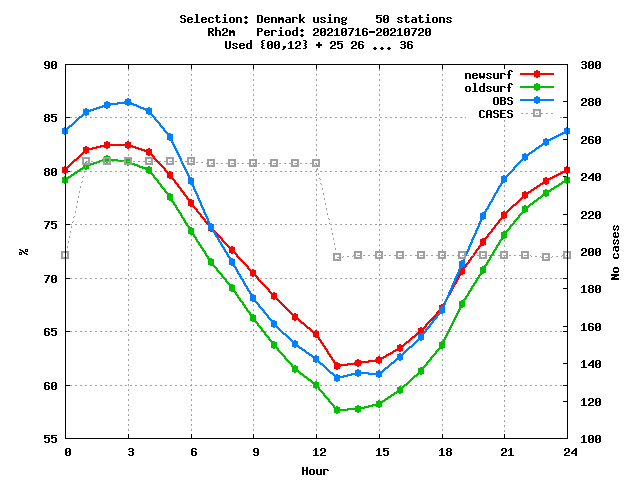 Selection: Denmark using    50 stations
Rh2m   Period: 20210716-20210720
Used {00,12} + 25 26 ... 36
90
85
80
75
70
65
60
55
%
300
280
260
240
220
200
180
160
140
120
100
No cases
newsurf
oldsurf
OBS
CASES
0 3 6 9 12 15 18 21 24
Hour